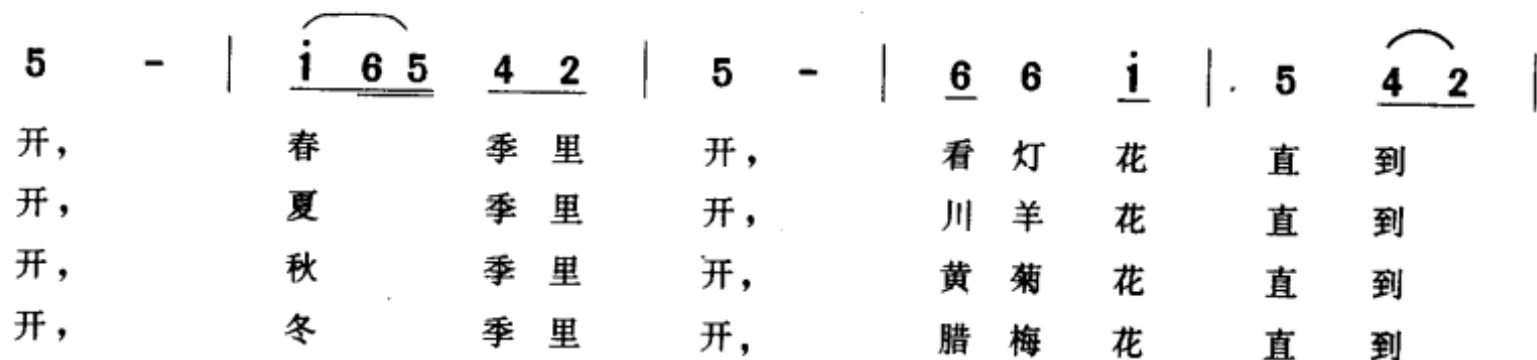 5 - | i̇ 6 5 4 2 | 5 - | 6 6 i̇ | 5 4 2 |
开， 春 季 里 开， 看 灯 花 直 到
开， 夏 季 里 开， 川 羊 花 直 到
开， 秋 季 里 开， 黄 菊 花 直 到
开， 冬 季 里 开， 腊 梅 花 直 到